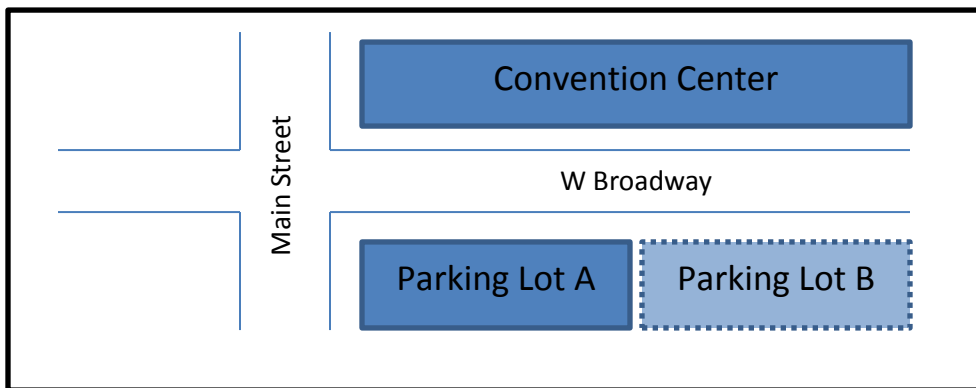 Convention Center
Main Street
W Broadway
Parking Lot A
Parking Lot B